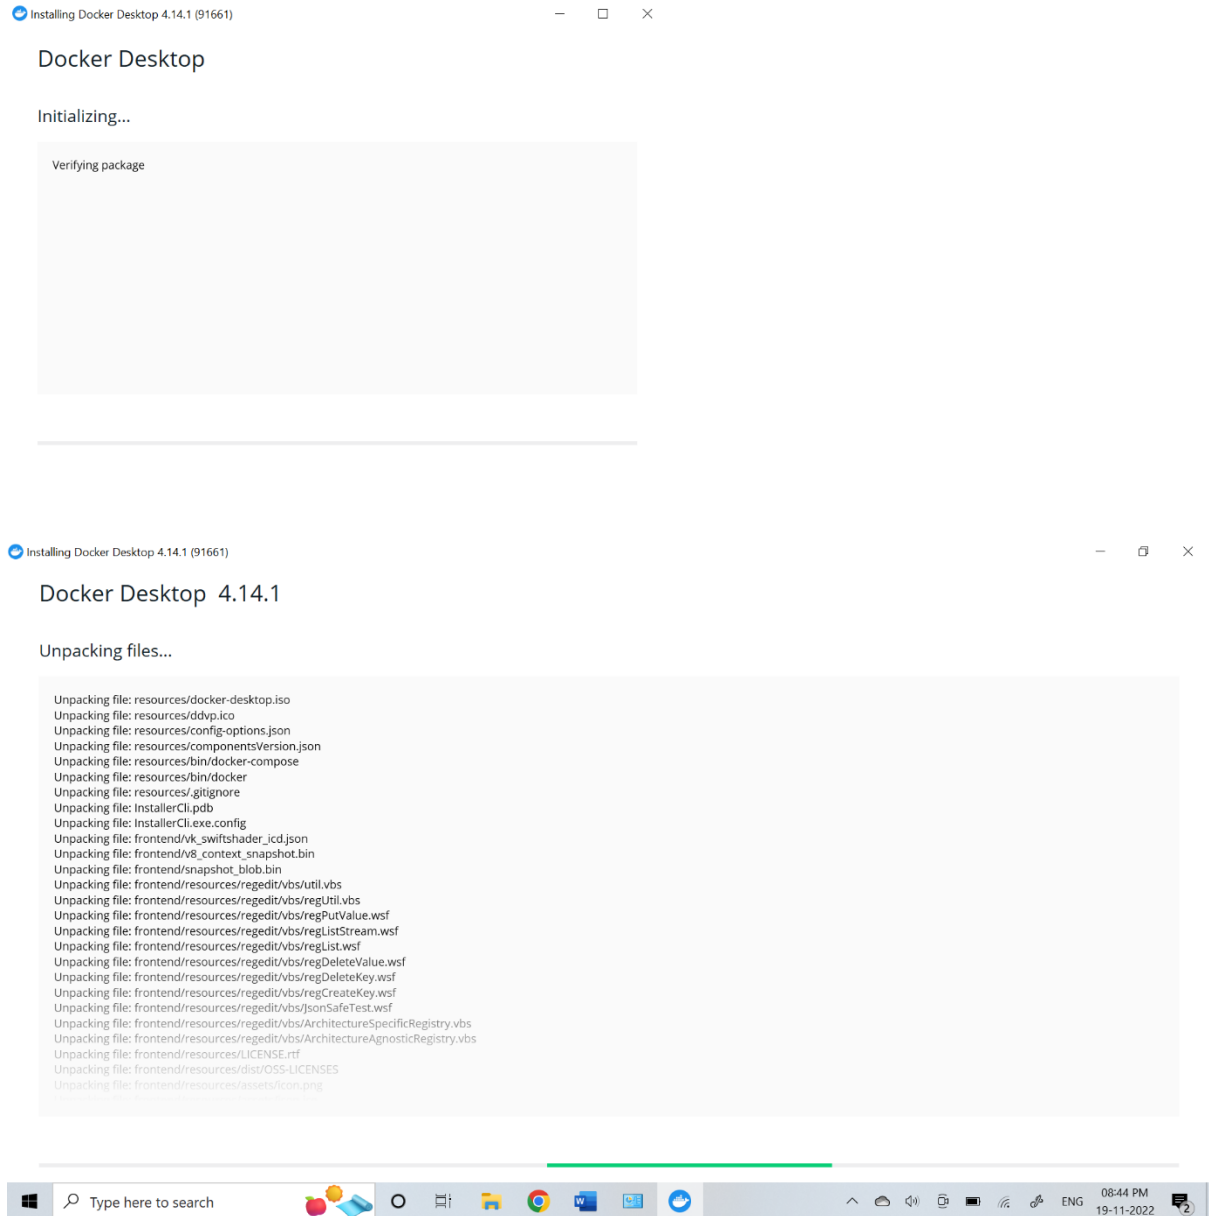 Installing Docker Desktop 4.14.1 (91661)
Docker Desktop
Initializing...
Verifying package
Installing Docker Desktop 4.14.1 (91661)
Docker Desktop 4.14.1
Unpacking files...
Unpacking file: resources/docker-desktop.iso
Unpacking file: resources/ddvp.ico
Unpacking file: resources/config-options.json
Unpacking file: resources/componentsVersion.json
Unpacking file: resources/bin/docker-compose
Unpacking file: resources/bin/docker
Unpacking file: resources/.gitignore
Unpacking file: InstallerCli.pdb
Unpacking file: InstallerCli.exe.config
Unpacking file: frontend/vk_swiftshader_icd.json
Unpacking file: frontend/v8_context_snapshot.bin
Unpacking file: frontend/snapshot_blob.bin
Unpacking file: frontend/resources/regedit/vbs/util.vbs
Unpacking file: frontend/resources/regedit/vbs/regUtil.vbs
Unpacking file: frontend/resources/regedit/vbs/regPutValue.wsf
Unpacking file: frontend/resources/regedit/vbs/regListStream.wsf
Unpacking file: frontend/resources/regedit/vbs/regList.wsf
Unpacking file: frontend/resources/regedit/vbs/regDeleteValue.wsf
Unpacking file: frontend/resources/regedit/vbs/regDeleteKey.wsf
Unpacking file: frontend/resources/regedit/vbs/regCreateKey.wsf
Unpacking file: frontend/resources/regedit/vbs/JsonSafeTest.wsf
Unpacking file: frontend/resources/regedit/vbs/ArchitectureSpecificRegistry.vbs
Unpacking file: frontend/resources/regedit/vbs/ArchitectureAgnosticRegistry.vbs
Unpacking file: frontend/resources/LICENSE.rtf
Unpacking file: frontend/resources/dist/OSS-LICENSES
Unpacking file: frontend/resources/assets/icon.png
Type here to search
W
ENG
08:44 PM
19-11-2022
2